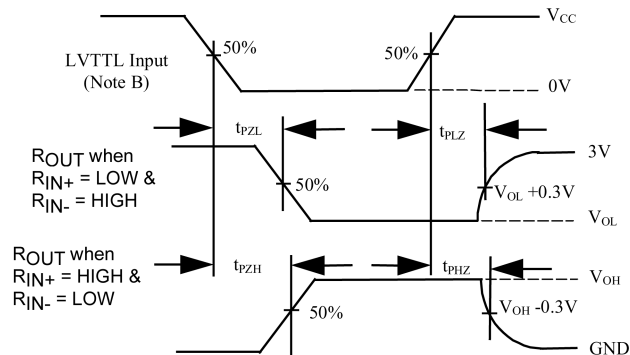 V_CC
50%
50%
LVTTL Input
(Note B)
0V
t_PZL
t_PLZ
R_OUT when
R_IN+ = LOW &
R_IN- = HIGH
3V
50%
V_OL +0.3V
V_OL
R_OUT when
R_IN+ = HIGH &
R_IN- = LOW
t_PZH
t_PHZ
V_OH
50%
V_OH -0.3V
GND